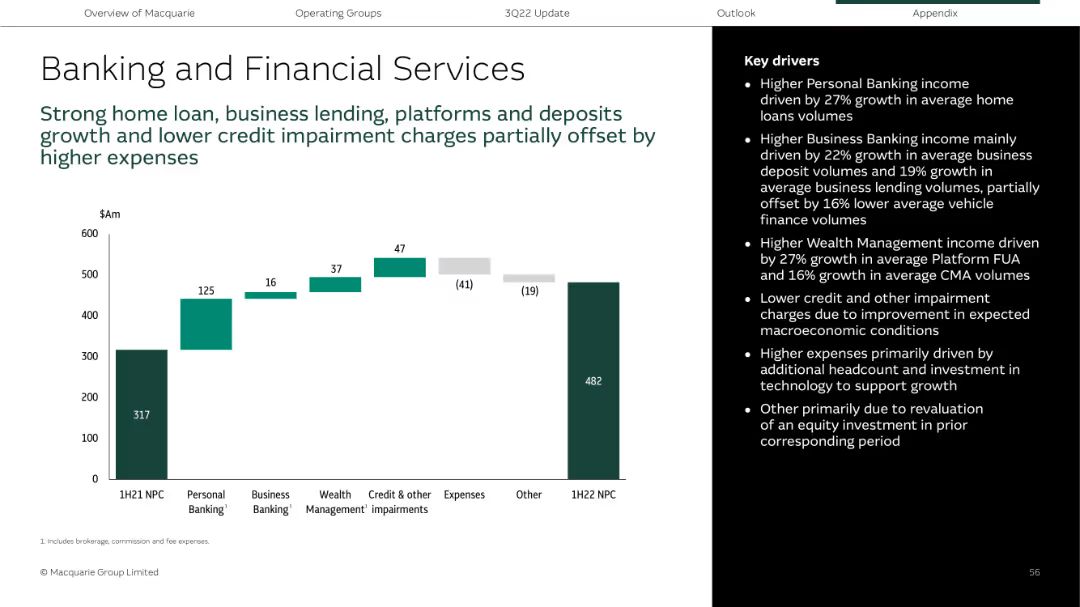 Overview of Macquarie
Operating Groups
3Q22 Update
Outlook
Appendix
Banking and Financial Services
Strong home loan, business lending, platforms and deposits
growth and lower credit impairment charges partially offset by
higher expenses
$Am
600
500
400
300
200
100
0
317
125
16
37
47
(41)
(19)
482
1H21 NPC
Personal
Banking¹
Business
Banking¹
Wealth
Management¹
Credit & other
impairments
Expenses
Other
1H22 NPC
1. Includes brokerage, commission and fee expenses.
© Macquarie Group Limited
Key drivers
• Higher Personal Banking income
driven by 27% growth in average home
loans volumes
• Higher Business Banking income mainly
driven by 22% growth in average business
deposit volumes and 19% growth in
average business lending volumes, partially
offset by 16% lower average vehicle
finance volumes
• Higher Wealth Management income driven
by 27% growth in average Platform FUA
and 16% growth in average CMA volumes
• Lower credit and other impairment
charges due to improvement in expected
macroeconomic conditions
• Higher expenses primarily driven by
additional headcount and investment in
technology to support growth
• Other primarily due to revaluation
of an equity investment in prior
corresponding period
56